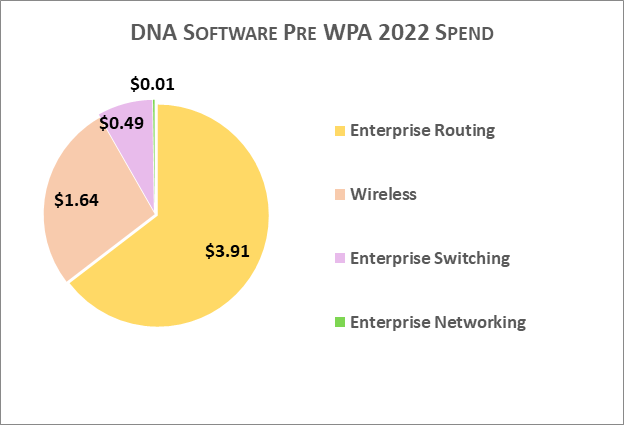 DNA SOFTWARE PRE WPA 2022 SPEND
$0.01
$0.49
$1.64
$3.91
Enterprise Routing
Wireless
Enterprise Switching
Enterprise Networking